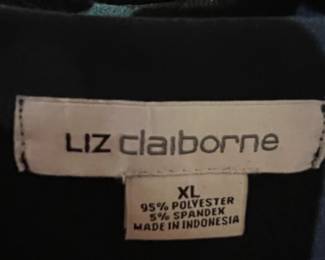 LIZ claiborne
XL
95% POLYESTER
5% SPANDEX
MADE IN INDONESIA